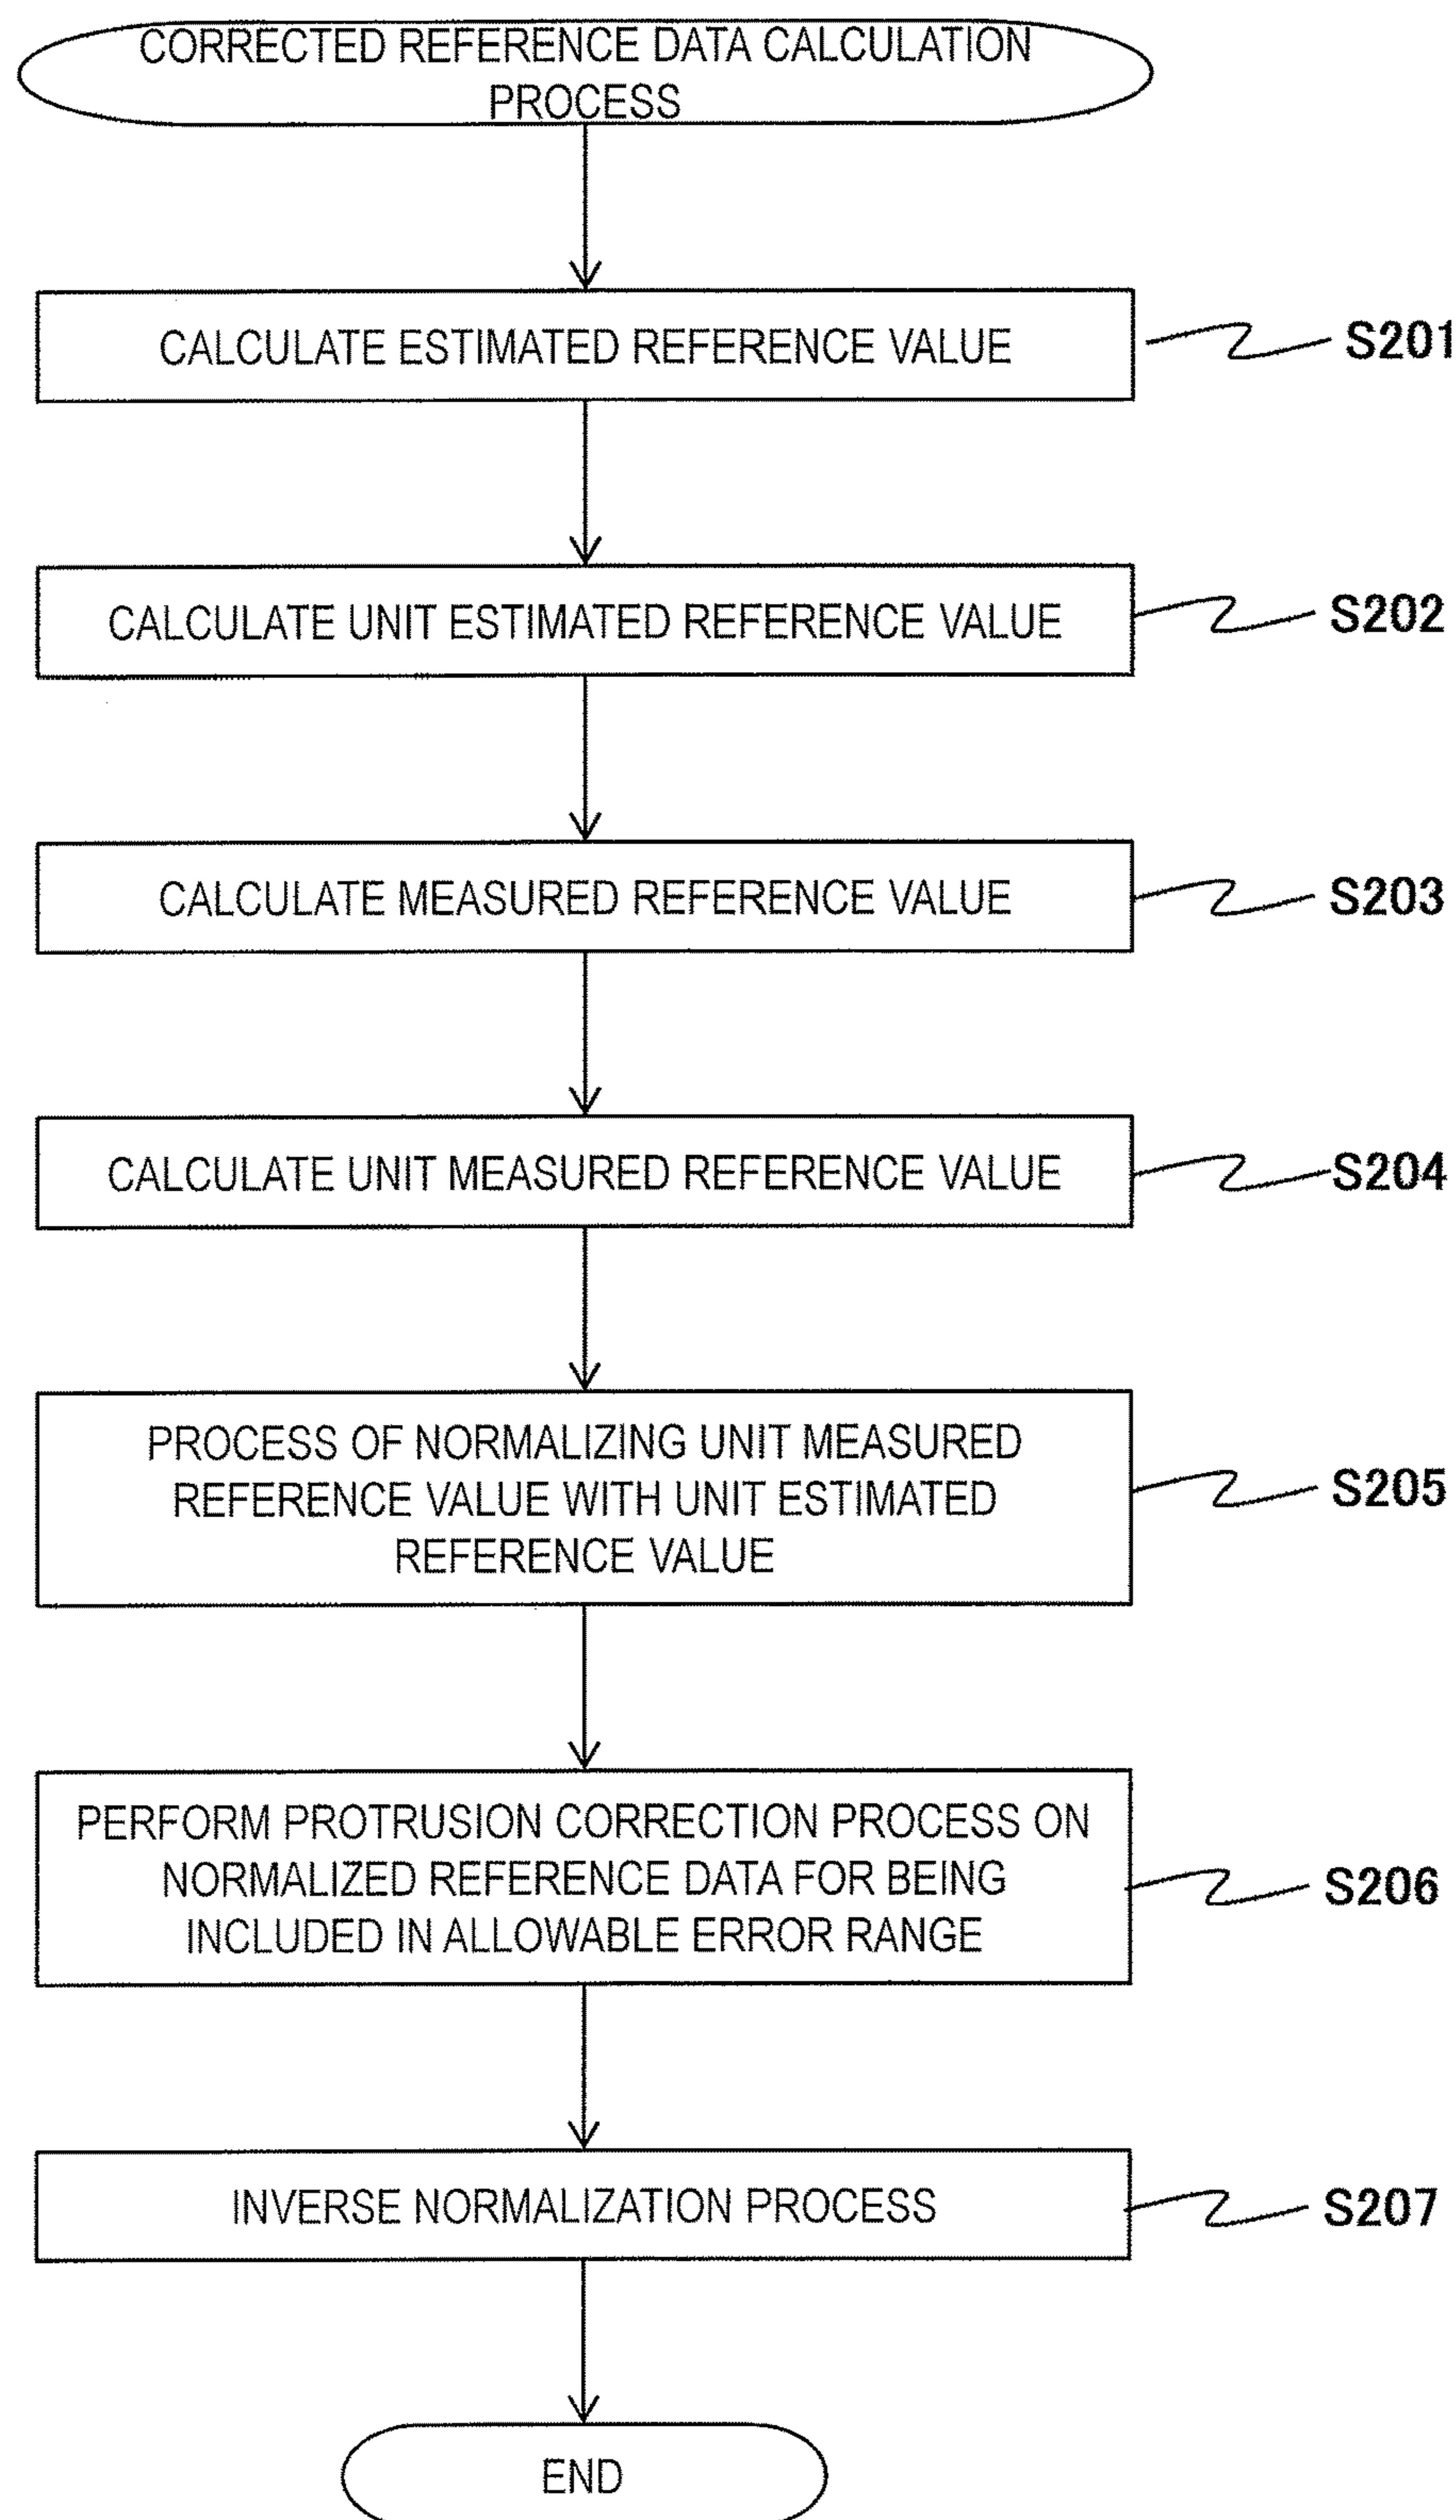 CORRECTED REFERENCE DATA CALCULATION
PROCESS
CALCULATE ESTIMATED REFERENCE VALUE
S201
CALCULATE UNIT ESTIMATED REFERENCE VALUE
S202
CALCULATE MEASURED REFERENCE VALUE
S203
CALCULATE UNIT MEASURED REFERENCE VALUE
S204
PROCESS OF NORMALIZING UNIT MEASURED
REFERENCE VALUE WITH UNIT ESTIMATED
REFERENCE VALUE
S205
PERFORM PROTRUSION CORRECTION PROCESS ON
NORMALIZED REFERENCE DATA FOR BEING
INCLUDED IN ALLOWABLE ERROR RANGE
S206
INVERSE NORMALIZATION PROCESS
S207
END